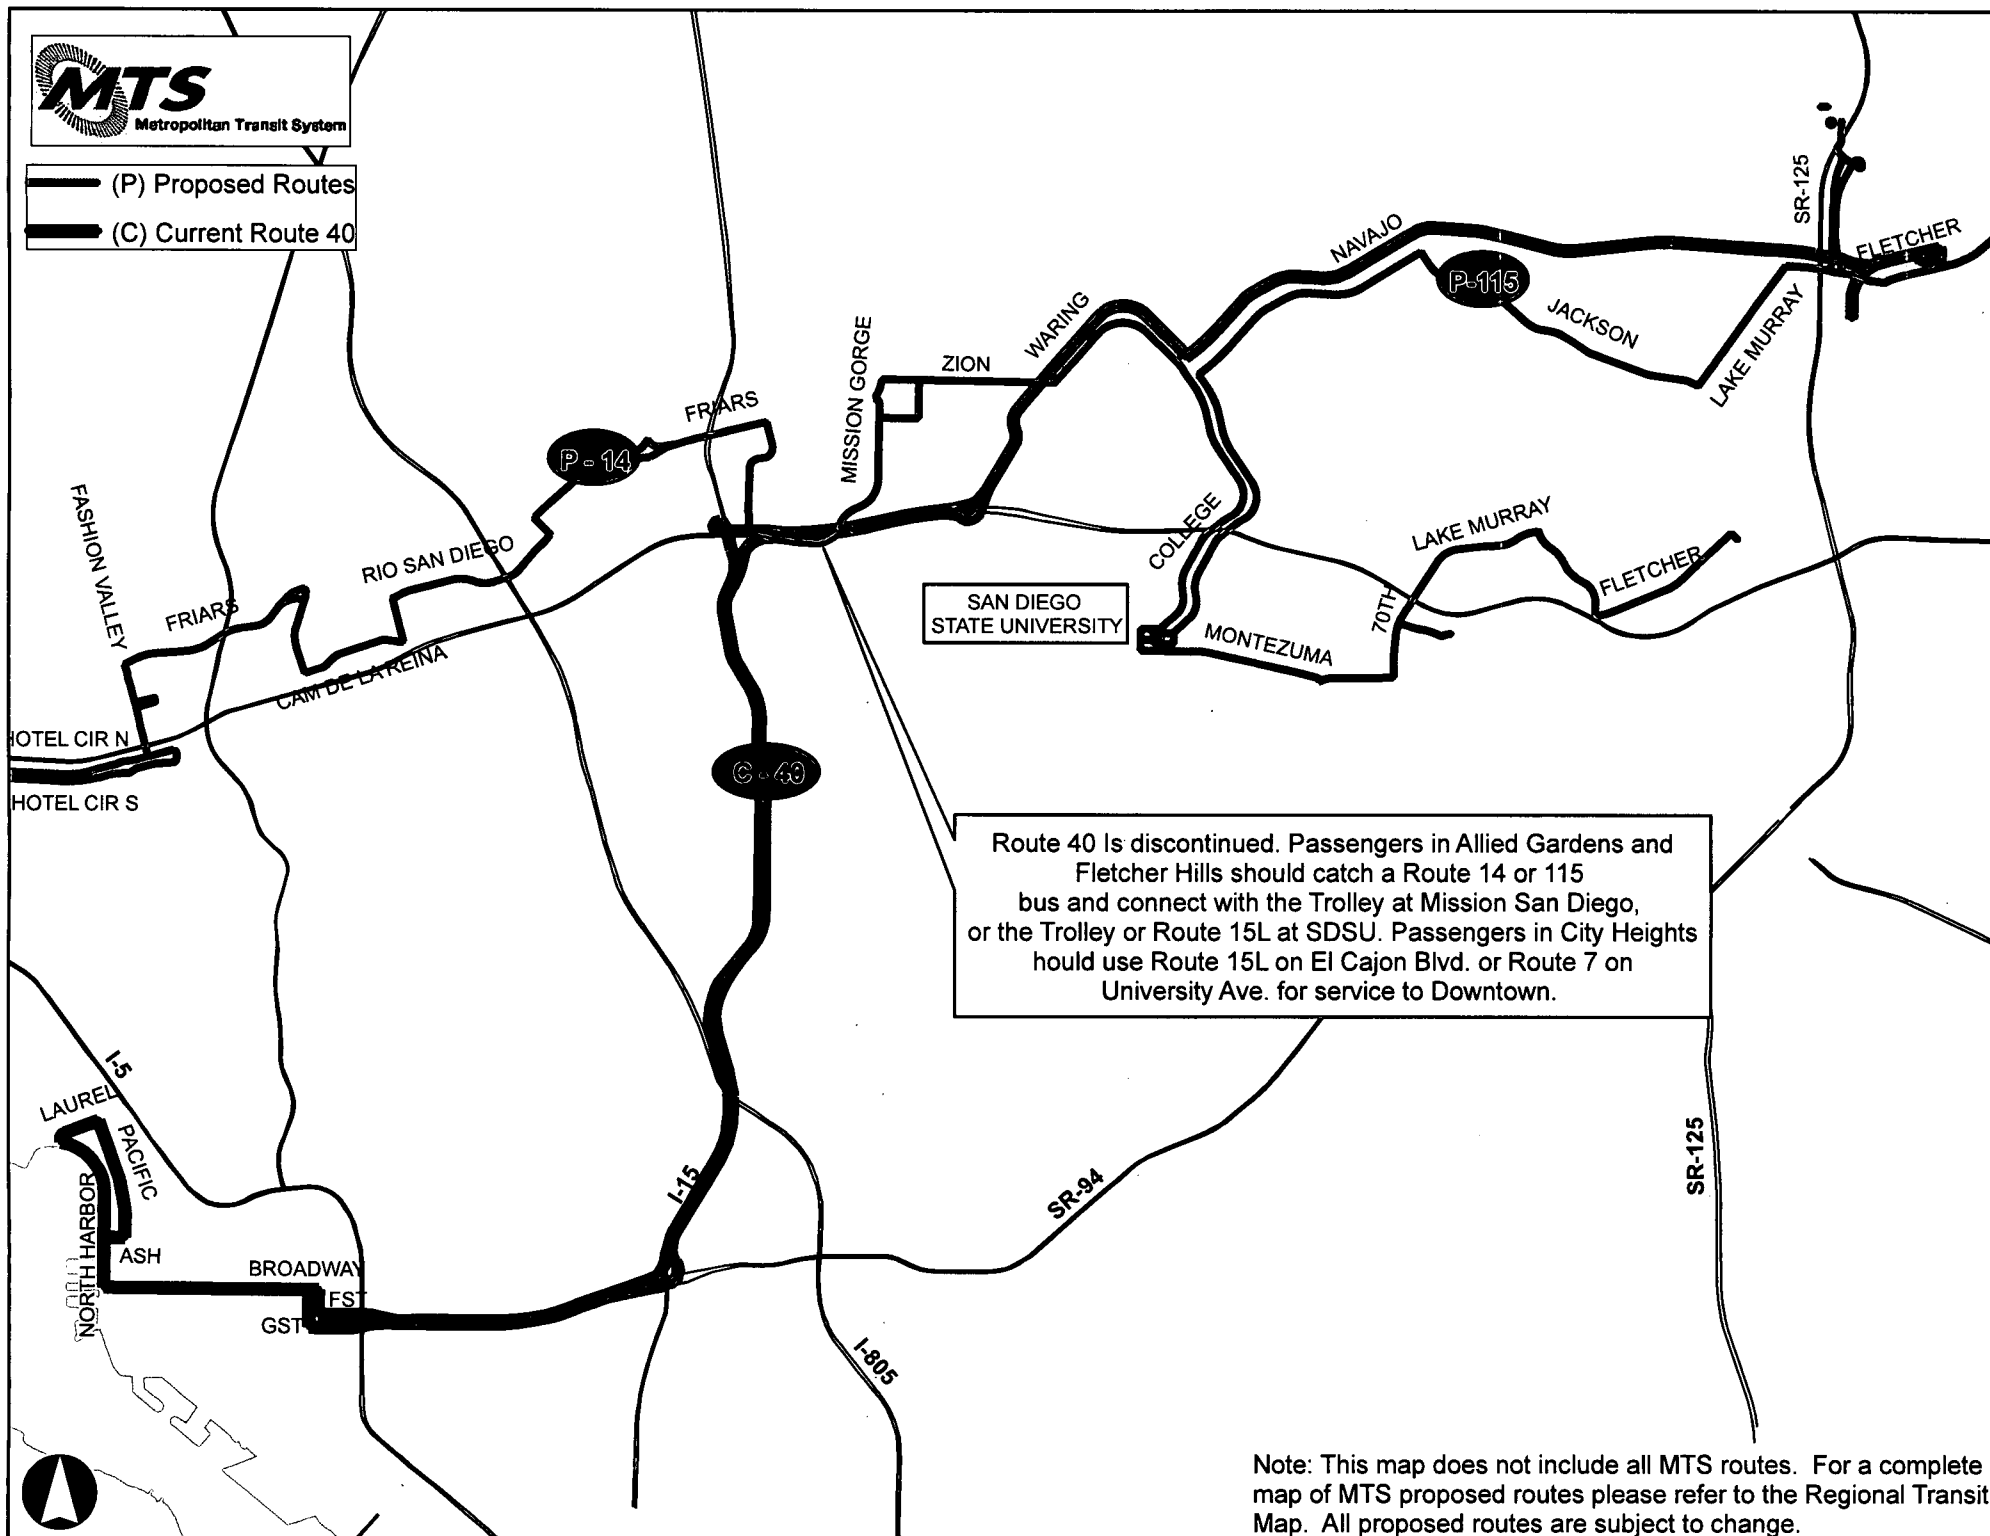 MTS
Metropolitan Transit System
(P) Proposed Routes
(C) Current Route 40
SR-125
FLETCHER
NAVAJO
P-115
JACKSON
LAKE MURRAY
WARING
ZION
MISSION GORGE
FRIARS
P - 14
FASHION VALLEY
RIO SAN DIEGO
FRIARS
CAM DE LA REINA
HOTEL CIR N
HOTEL CIR S
COLLEGE
LAKE MURRAY
FLETCHER
70TH
SAN DIEGO
STATE UNIVERSITY
MONTEZUMA
C - 40
Route 40 Is discontinued. Passengers in Allied Gardens and
Fletcher Hills should catch a Route 14 or 115
bus and connect with the Trolley at Mission San Diego,
or the Trolley or Route 15L at SDSU. Passengers in City Heights
hould use Route 15L on El Cajon Blvd. or Route 7 on
University Ave. for service to Downtown.
I-5
LAUREL
PACIFIC
NORTH HARBOR
ASH
BROADWAY
FST
GST
I-15
SR-94
SR-125
I-805
Note: This map does not include all MTS routes. For a complete
map of MTS proposed routes please refer to the Regional Transit
Map. All proposed routes are subject to change.